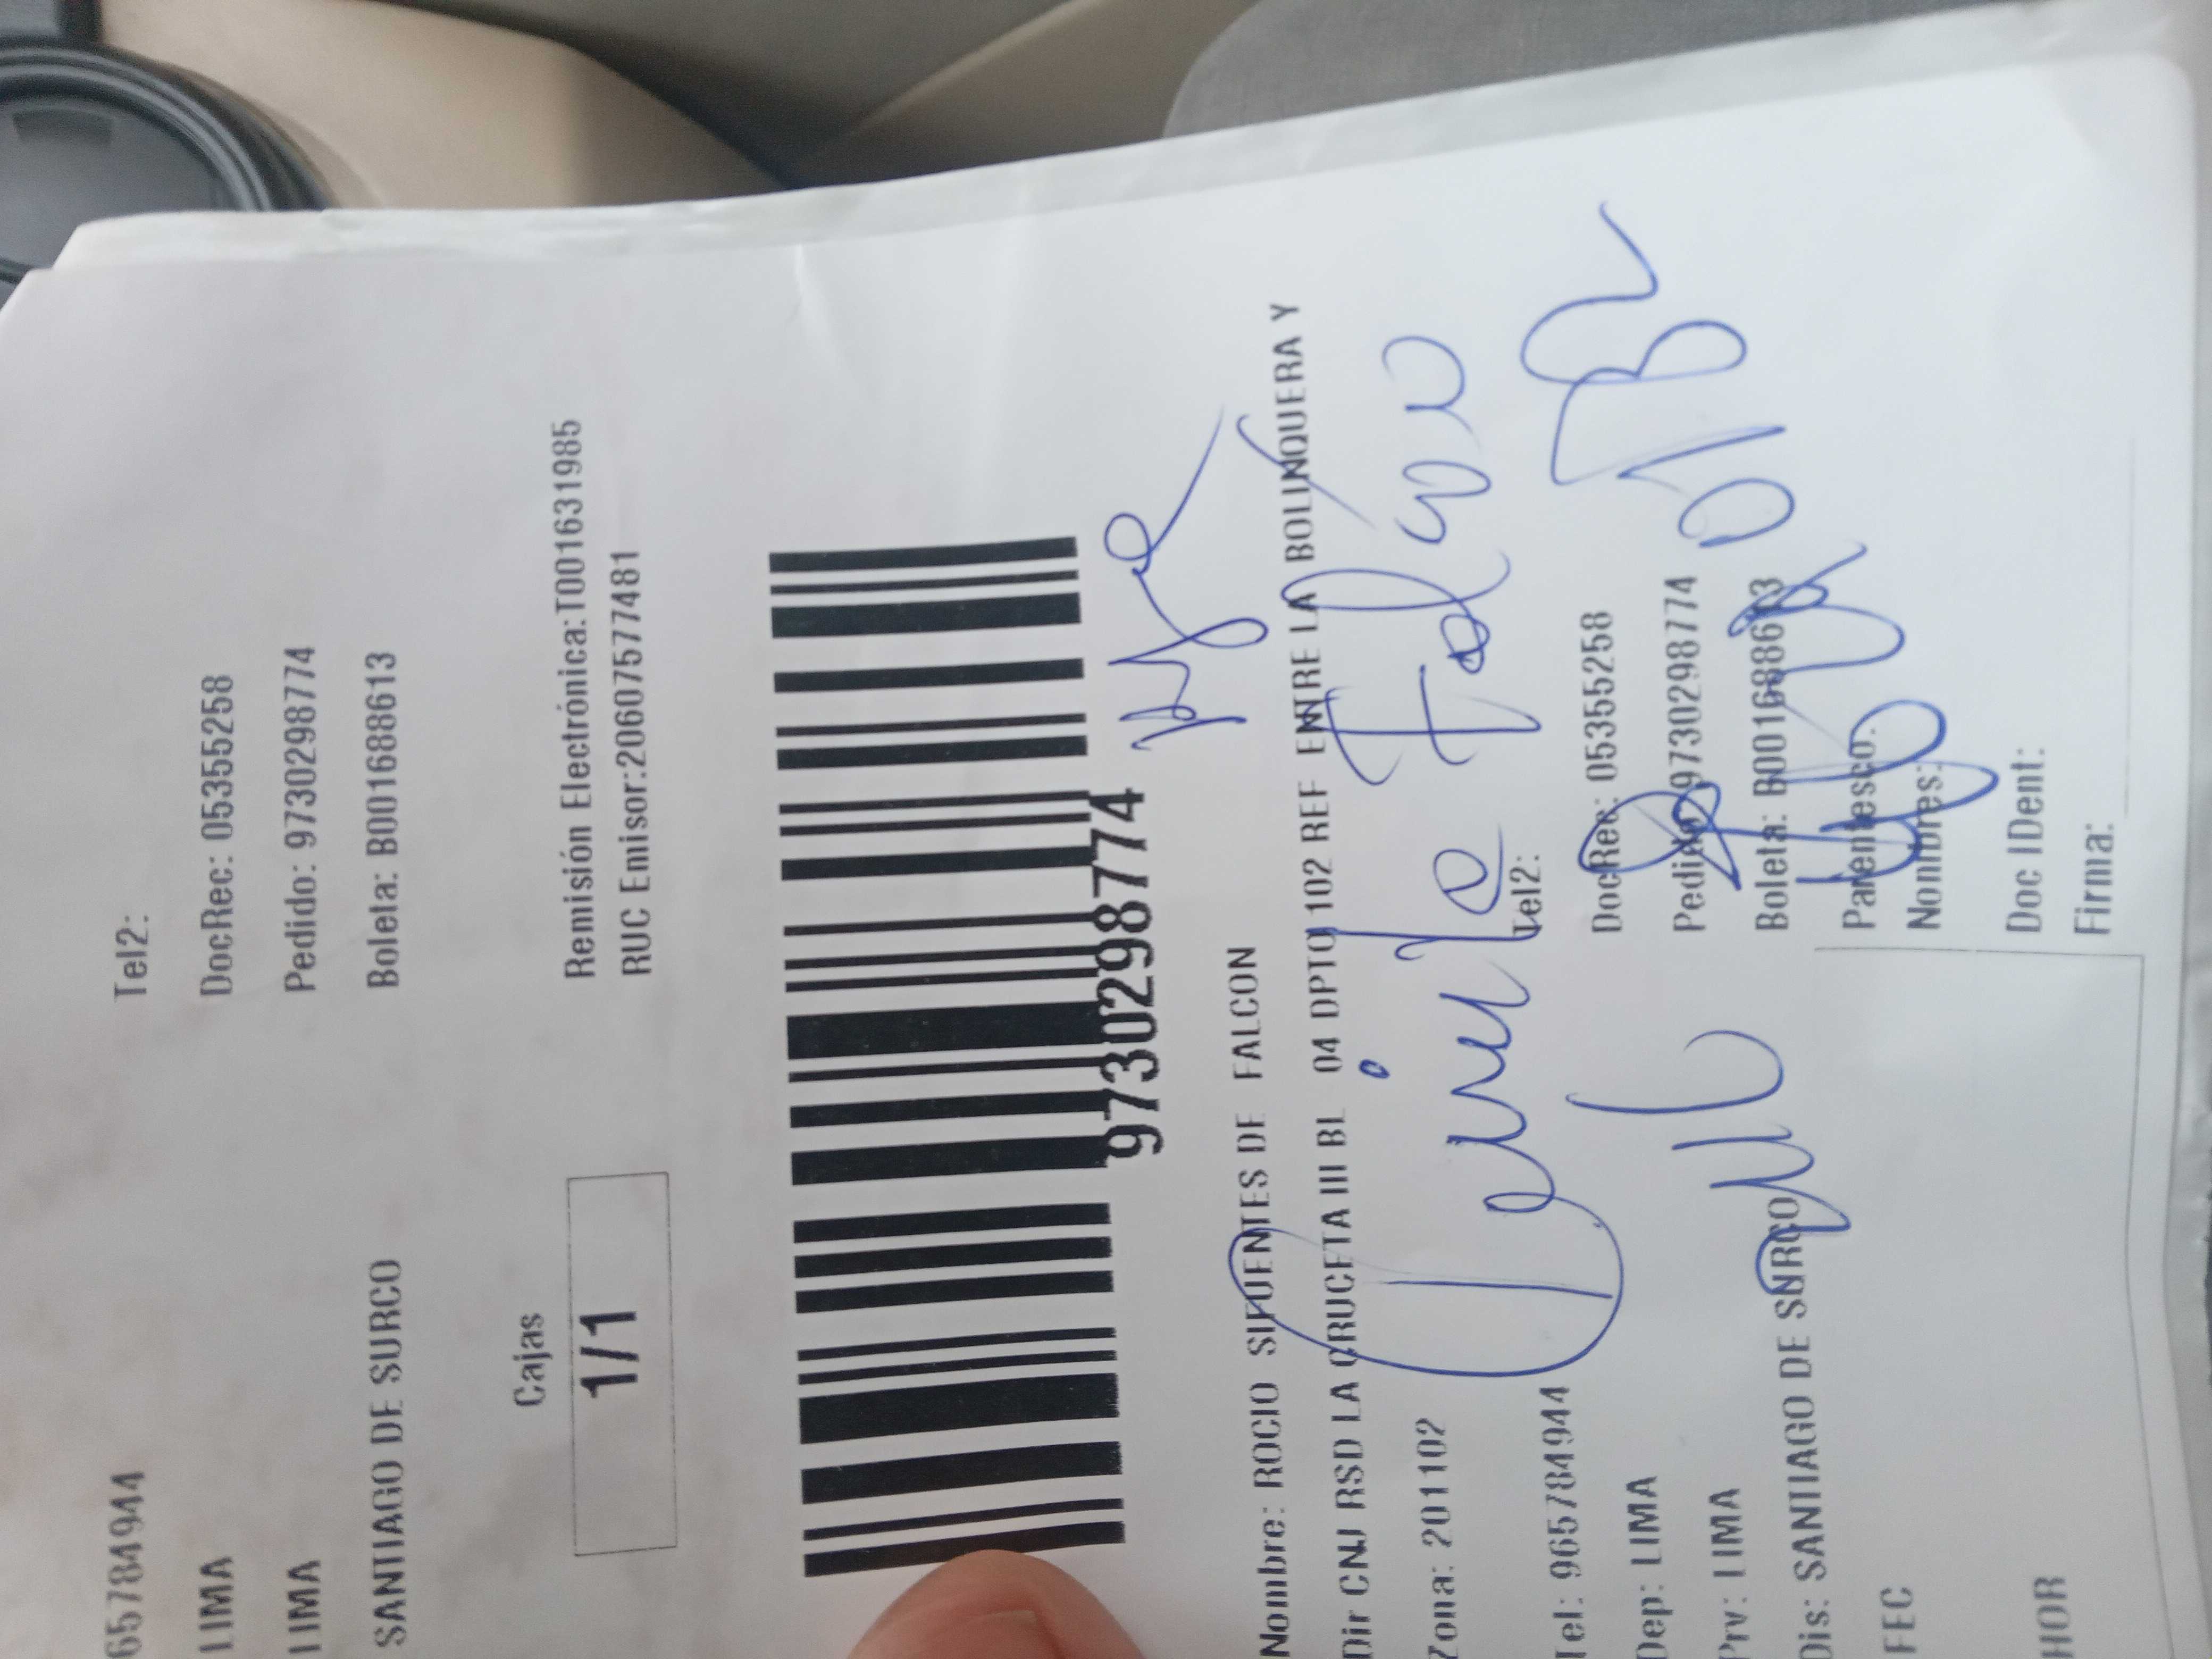 657784944
Tel2:
LIMA
DocRec: 05355258
LIMA
Pedido: 9730298774
SANTIAGO DE SURCO
Boleta: B001688613
Cajas
1/1
Remisión Electrónica:T001631985
RUC Emisor:20607577481
9730298774
Nombre: ROCIO SIFUENTES DE FALCON
Dir CNJ RSD LA CRUCETA III BL 04 DPTO 102 REF ENTRE LA BOLINQUERA Y
Zona: 201102
Falcon
Tel: 965784944
Tel2:
Dep: LIMA
DocRec: 05355258
Prv: LIMA
Pedido: 9730298774
Dis: SANTIAGO DE SURCO
Boleta: B001688613
FEC
Parentesco:
Nombres:
HOR
Doc IDent:
Firma: